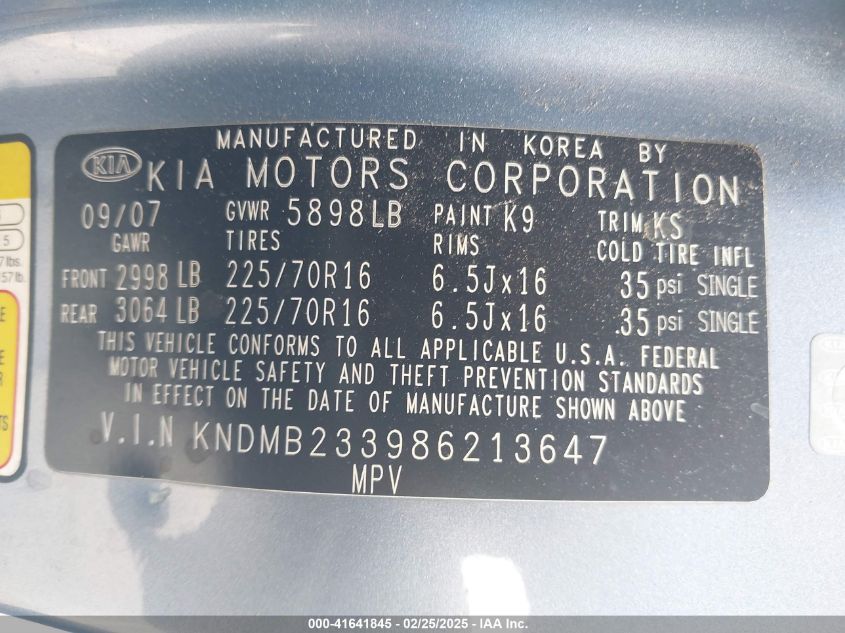 MANUFACTURED IN KOREA BY
KIA KIA MOTORS CORPORATION
09/07 GVWR 5898LB PAINT K9 TRIM KS
GAWR TIRES RIMS COLD TIRE INFL
FRONT 2998 LB 225/70R16 6.5Jx16 35 psi SINGLE
REAR 3064 LB 225/70R16 6.5Jx16 .35 psi SINGLE
THIS VEHICLE CONFORMS TO ALL APPLICABLE U.S.A. FEDERAL
MOTOR VEHICLE SAFETY AND THEFT PREVENTION STANDARDS
IN EFFECT ON THE DATE OF MANUFACTURE SHOWN ABOVE
V.I.N KNDMB233986213647
MPV
5
lbs.
000-41641845 - 02/25/2025 - IAA Inc.